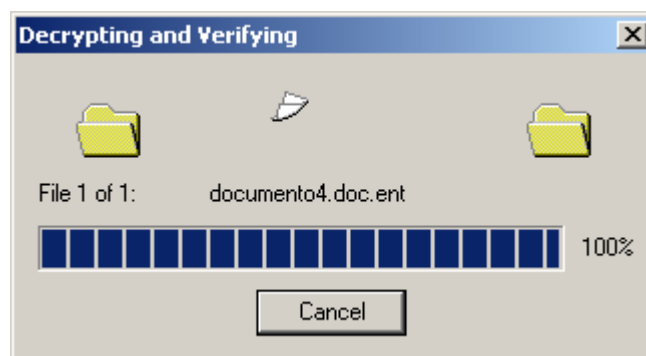 Decrypting and Verifying
File 1 of 1: documento4.doc.ent
100%
Cancel